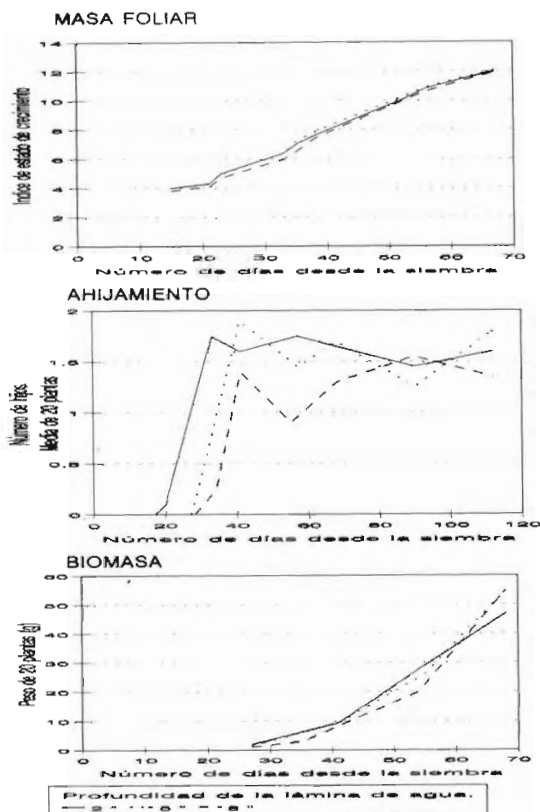 MASA FOLIAR
14
12
10
8
6
4
2
0
Índice de estado de crecimiento
0 10 20 30 40 50 60 70
Número de días desde la siembra
AHIJAMIENTO
2
1
0
Número de hijos
Media de 20 plantas
0 20 40 60 80 100 120
Número de días desde la siembra
BIOMASA
60
50
40
30
20
10
0
Peso de 20 plantas (g)
0 10 20 30 40 50 60 70
Número de días desde la siembra
Profundidad de la lámina de agua.
2" 5" 8"